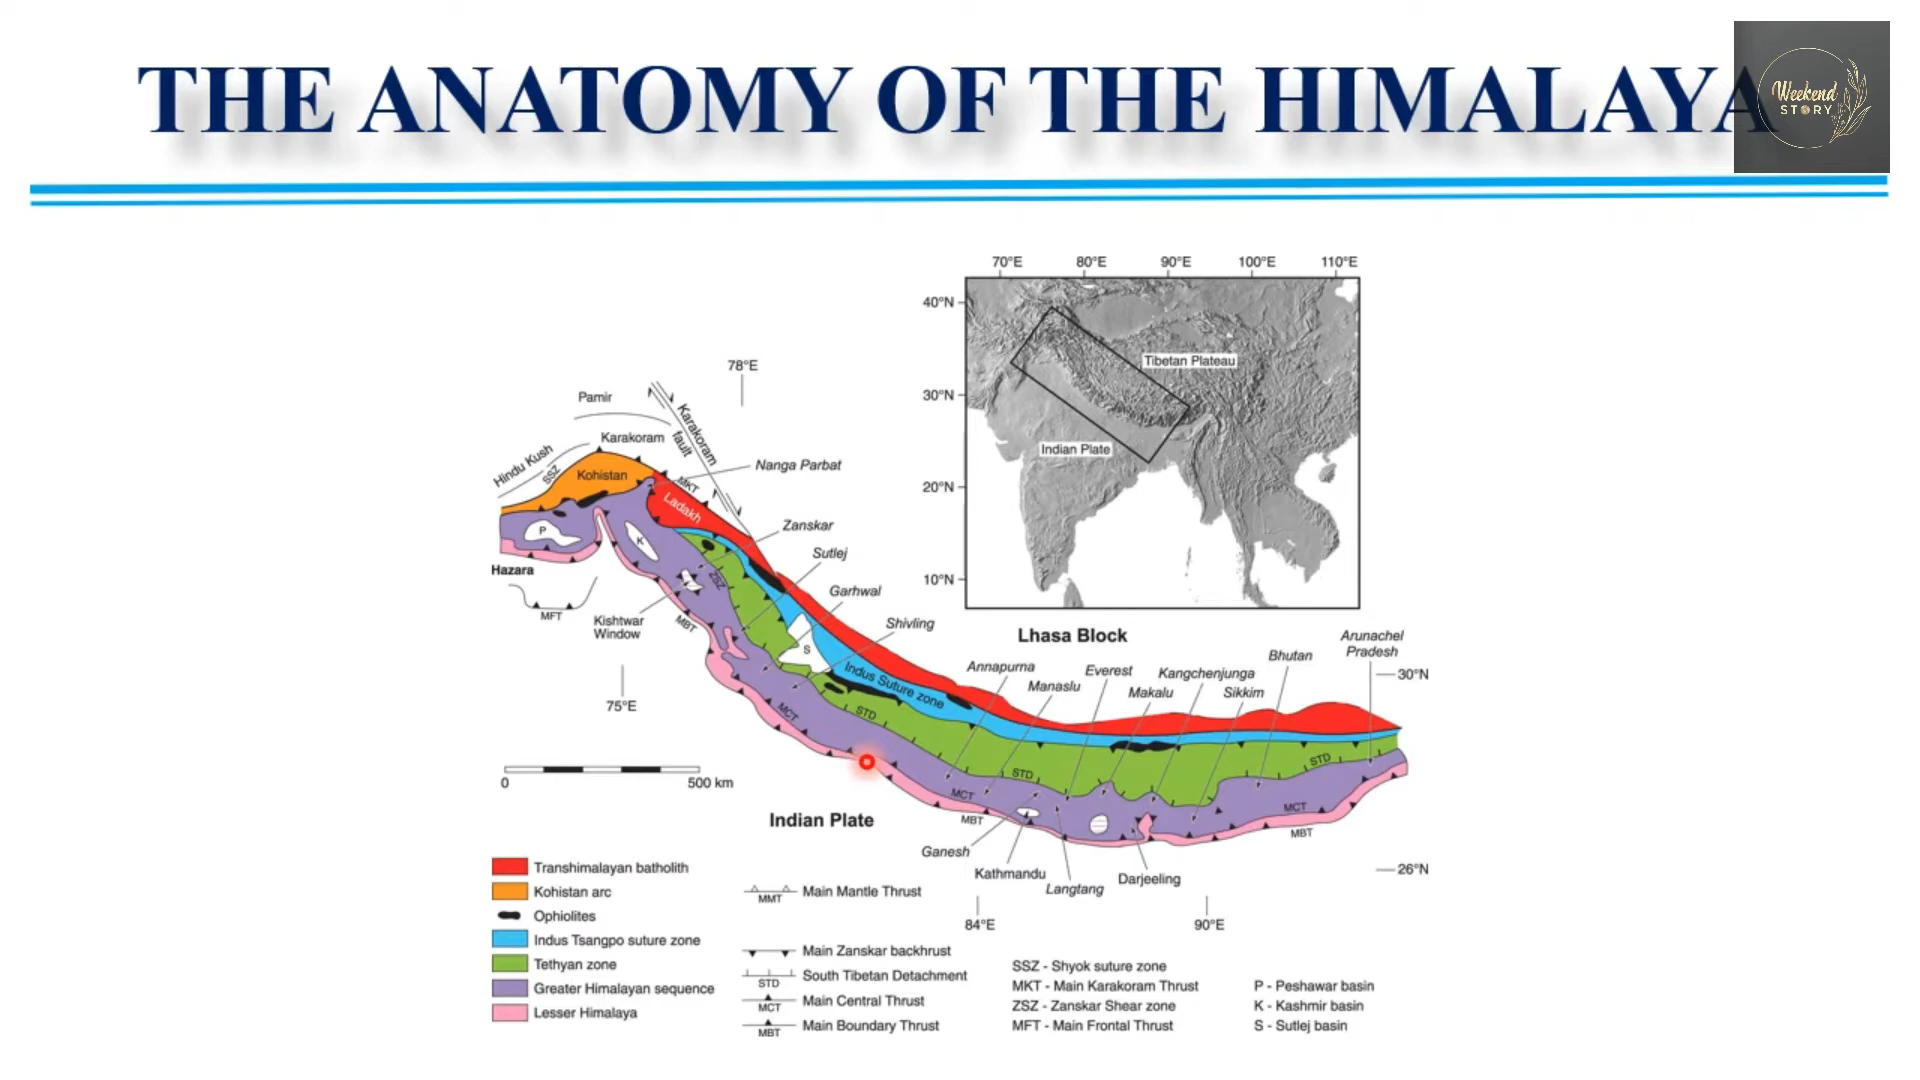 THE ANATOMY OF THE HIMALAYA
Weekend
STORY
70°E 80°E 90°E 100°E 110°E
40°N
30°N
20°N
10°N
Tibetan Plateau
Indian Plate
78°E
Pamir
Karakoram
Karakoram fault
Hindu Kush
SSZ
Kohistan
Nanga Parbat
MKT
Ladakh
Zanskar
P
K
Sutlej
Hazara
ZSZ
Garhwal
MFT
Kishtwar
Window
MBT
Shivling
S
Lhasa Block
Arunachel
Pradesh
Bhutan
30°N
Annapurna
Everest
Kangchenjunga
Manaslu
Makalu
Sikkim
Indus Suture zone
75°E
MCT
STD
STD
STD
0 500 km
MCT
MCT
MBT
MBT
Indian Plate
Ganesh
Kathmandu
Langtang
Darjeeling
26°N
84°E
90°E
Transhimalayan batholith
Kohistan arc
Ophiolites
Indus Tsangpo suture zone
Tethyan zone
Greater Himalayan sequence
Lesser Himalaya
MMT Main Mantle Thrust
Main Zanskar backhrust
STD South Tibetan Detachment
MCT Main Central Thrust
MBT Main Boundary Thrust
SSZ - Shyok suture zone
MKT - Main Karakoram Thrust
ZSZ - Zanskar Shear zone
MFT - Main Frontal Thrust
P - Peshawar basin
K - Kashmir basin
S - Sutlej basin